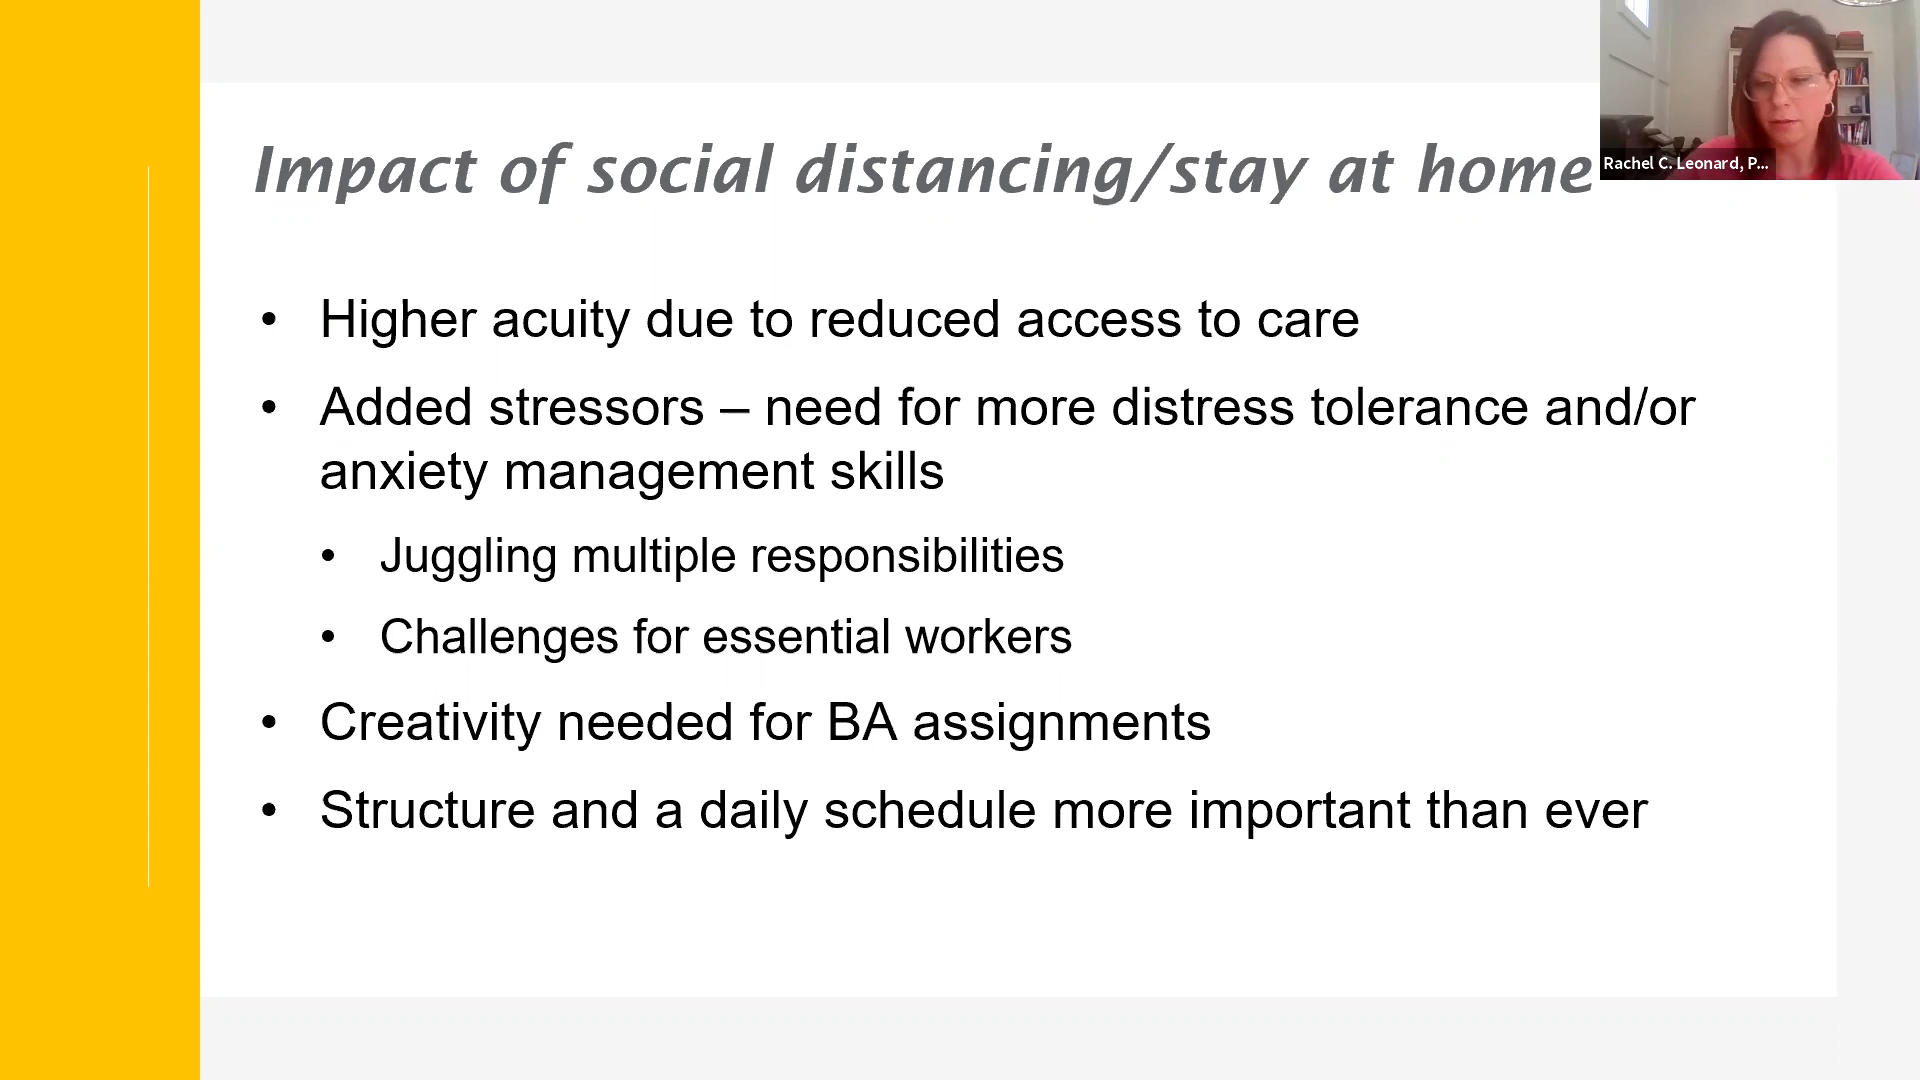 Impact of social distancing/stay at home
Rachel C. Leonard, P...
• Higher acuity due to reduced access to care
• Added stressors – need for more distress tolerance and/or
anxiety management skills
• Juggling multiple responsibilities
• Challenges for essential workers
• Creativity needed for BA assignments
• Structure and a daily schedule more important than ever